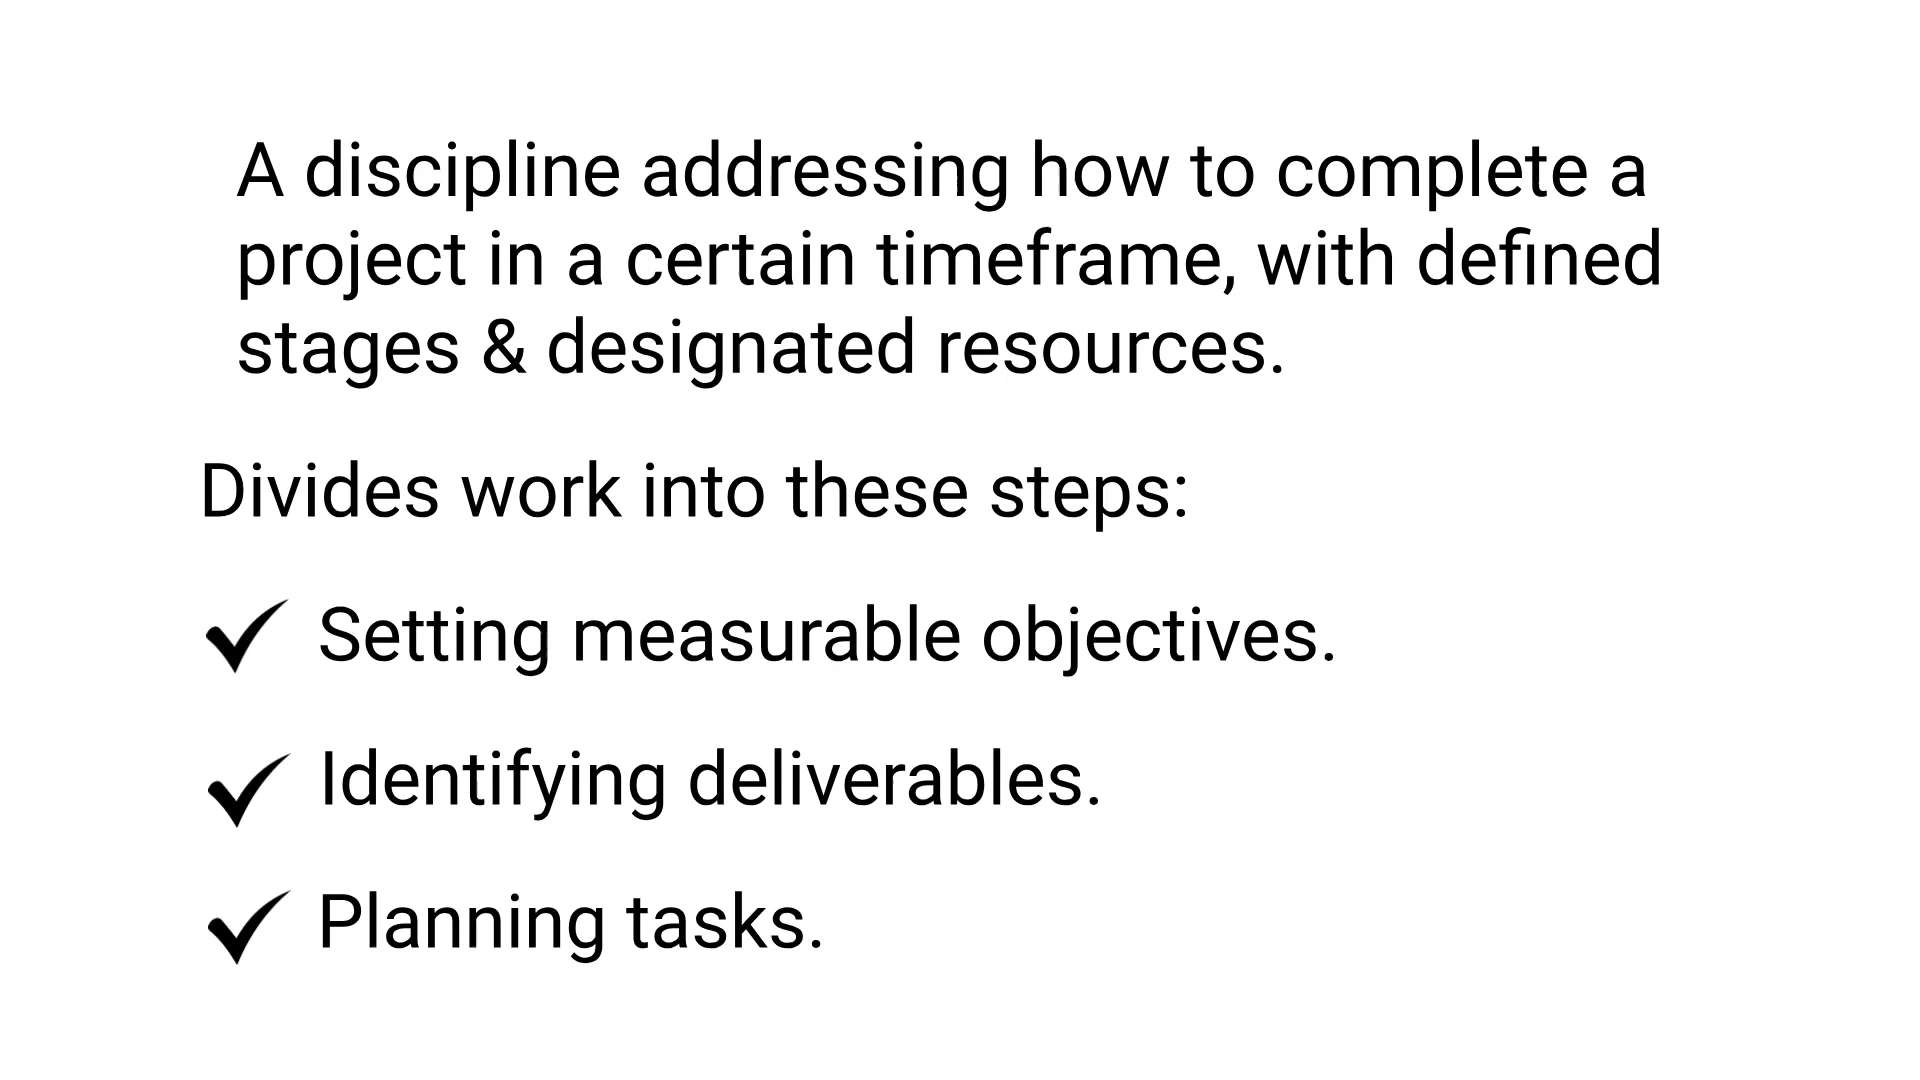 A discipline addressing how to complete a
project in a certain timeframe, with defined
stages & designated resources.
Divides work into these steps:
Setting measurable objectives.
Identifying deliverables.
Planning tasks.